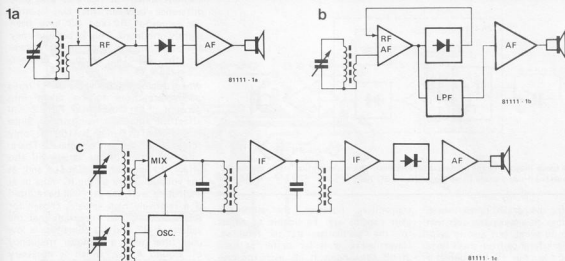 1a
RF
AF
81111 - 1a
b
RF
AF
LPF
AF
81111 - 1b
c
MIX
OSC.
IF
IF
AF
81111 - 1c